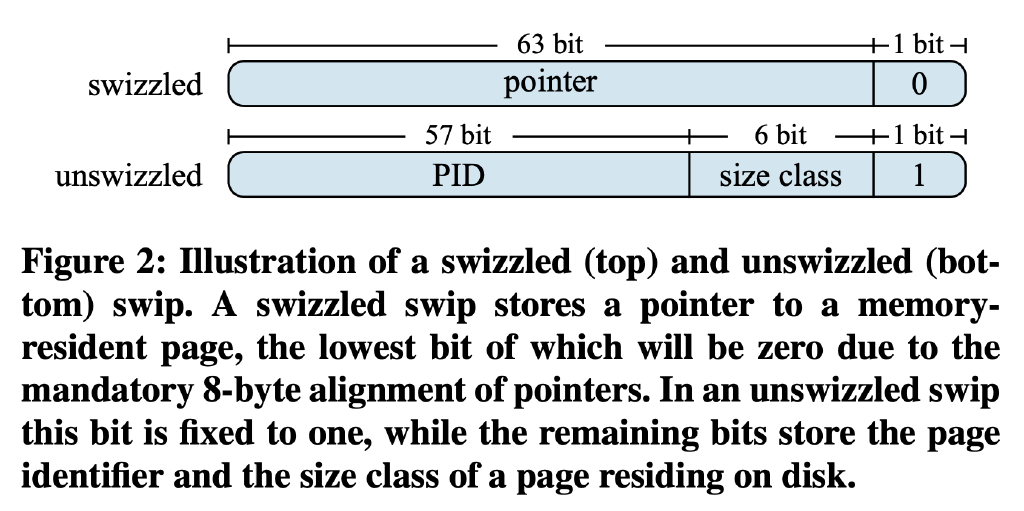 63 bit 1 bit
swizzled pointer 0
57 bit 6 bit 1 bit
unswizzled PID size class 1
Figure 2: Illustration of a swizzled (top) and unswizzled (bot-
tom) swip. A swizzled swip stores a pointer to a memory-
resident page, the lowest bit of which will be zero due to the
mandatory 8-byte alignment of pointers. In an unswizzled swip
this bit is fixed to one, while the remaining bits store the page
identifier and the size class of a page residing on disk.